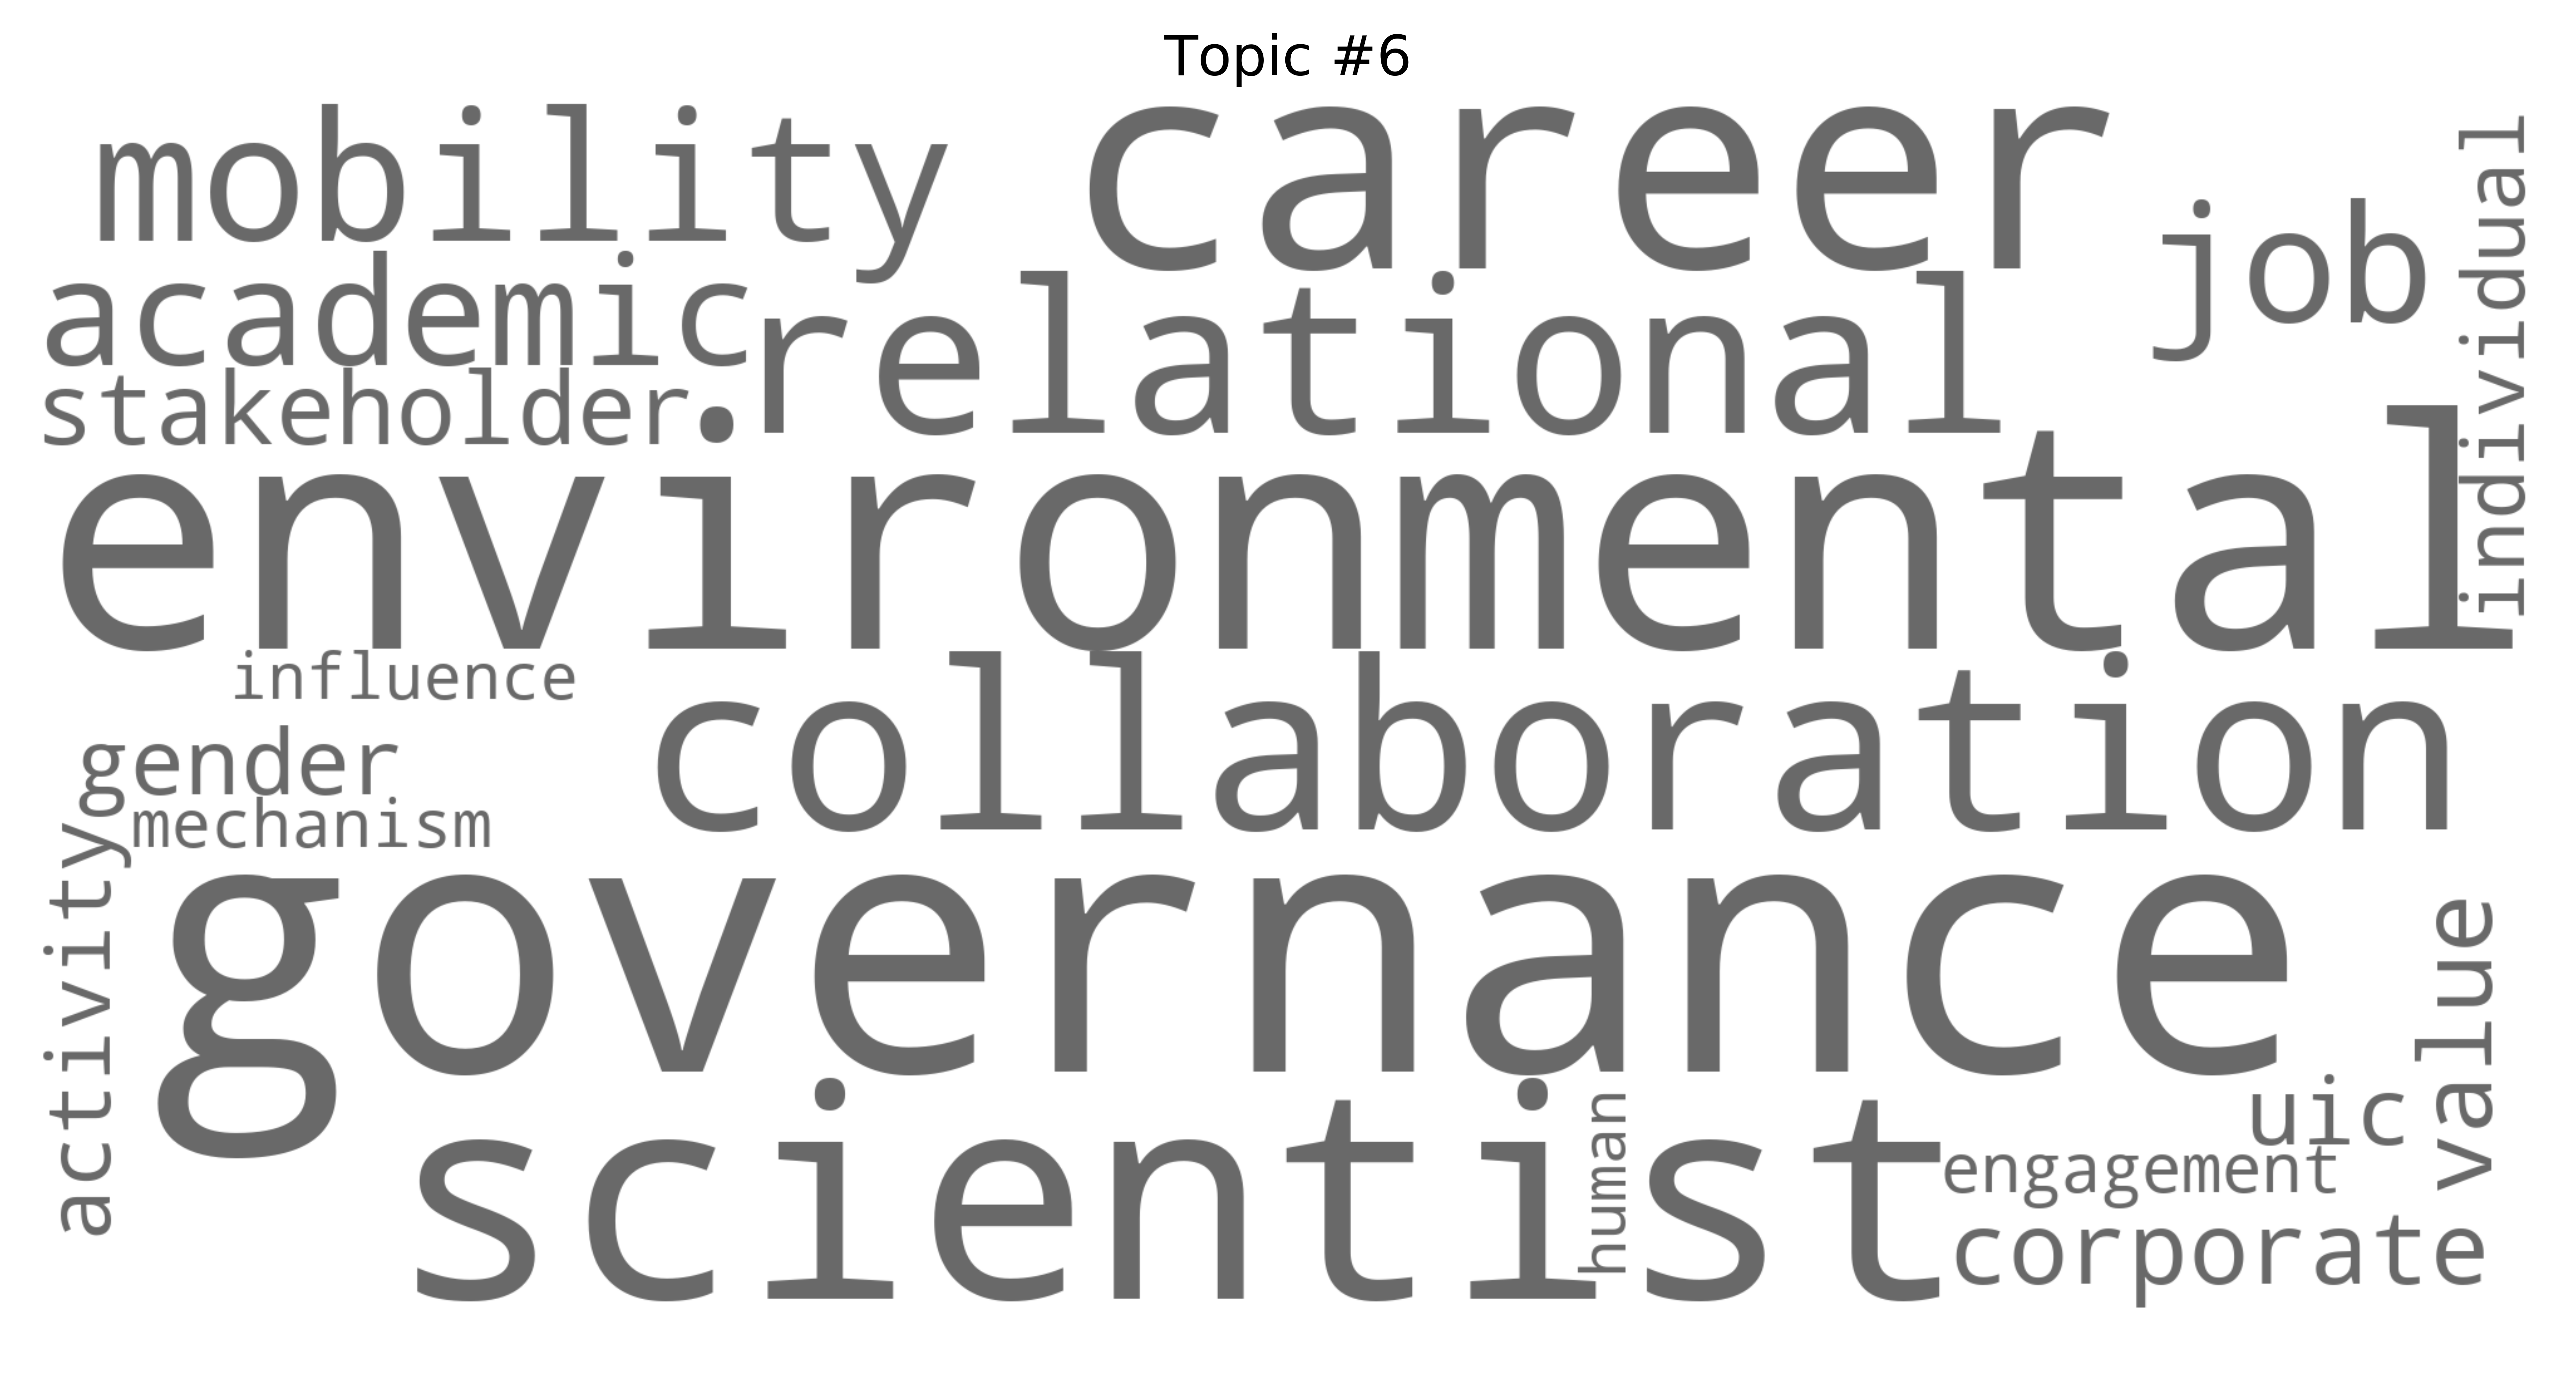 Topic #6
mobility career
job
individual
academic
relational
stakeholder
environmental
influence
collaboration
gender
mechanism
activity
governance
value
scientist
human
uic
engagement
corporate